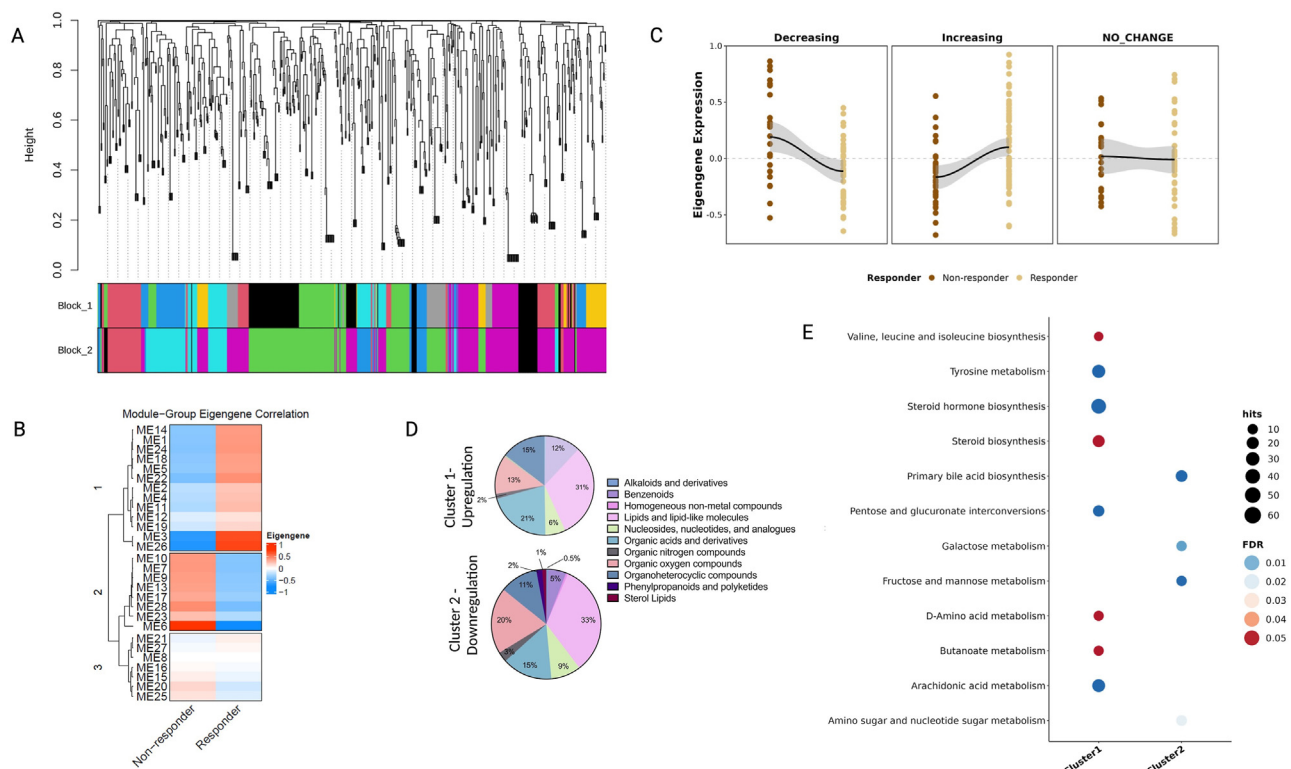 A
Height
1.0
0.8
0.6
0.4
0.2
0.0
Block_1
Block_2
B
Module−Group Eigengene Correlation
1
2
3
ME14
ME1
ME24
ME18
ME5
ME22
ME2
ME4
ME11
ME12
ME19
ME3
ME26
ME10
ME7
ME9
ME13
ME17
ME28
ME23
ME6
ME21
ME27
ME8
ME16
ME15
ME20
ME25
Non−responder
Responder
Eigengene
1
0.5
0
−0.5
−1
C
Decreasing
Increasing
NO_CHANGE
Eigengene Expression
1.0
0.5
0.0
-0.5
Responder
Non-responder
Responder
D
Cluster 1-
Upregulation
15%
12%
13%
31%
2%
21%
6%
Cluster 2 -
Downregulation
1%
0.5%
2%
11%
5%
20%
33%
3%
15%
9%
Alkaloids and derivatives
Benzenoids
Homogeneous non-metal compounds
Lipids and lipid-like molecules
Nucleosides, nucleotides, and analogues
Organic acids and derivatives
Organic nitrogen compounds
Organic oxygen compounds
Organoheterocyclic compounds
Phenylpropanoids and polyketides
Sterol Lipids
E
Valine, leucine and isoleucine biosynthesis
Tyrosine metabolism
Steroid hormone biosynthesis
Steroid biosynthesis
Primary bile acid biosynthesis
Pentose and glucuronate interconversions
Galactose metabolism
Fructose and mannose metabolism
D-Amino acid metabolism
Butanoate metabolism
Arachidonic acid metabolism
Amino sugar and nucleotide sugar metabolism
Cluster1
Cluster2
hits
10
20
30
40
50
60
FDR
0.01
0.02
0.03
0.04
0.05